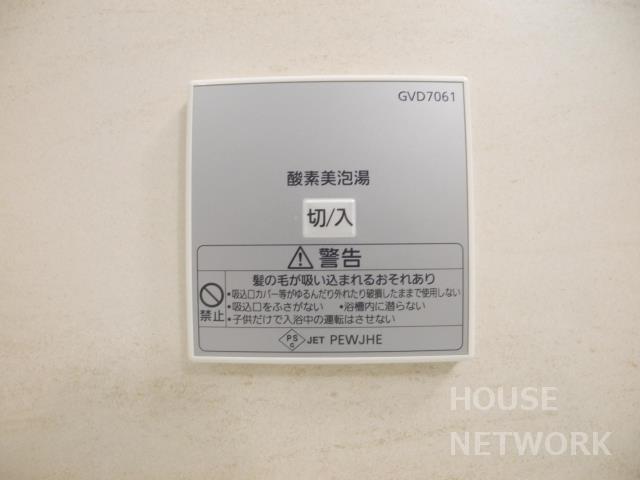 GVD7061
酸素美泡湯
切/入
警告
髪の毛が吸い込まれるおそれあり
・吸込口カバー等がゆるんだり外れたり破損したままで使用しない
・吸込口をふさがない ・浴槽内に潜らない
・子供だけで入浴中の運転はさせない
禁止
PS
C
JET PEWJHE
HOUSE
NETWORK